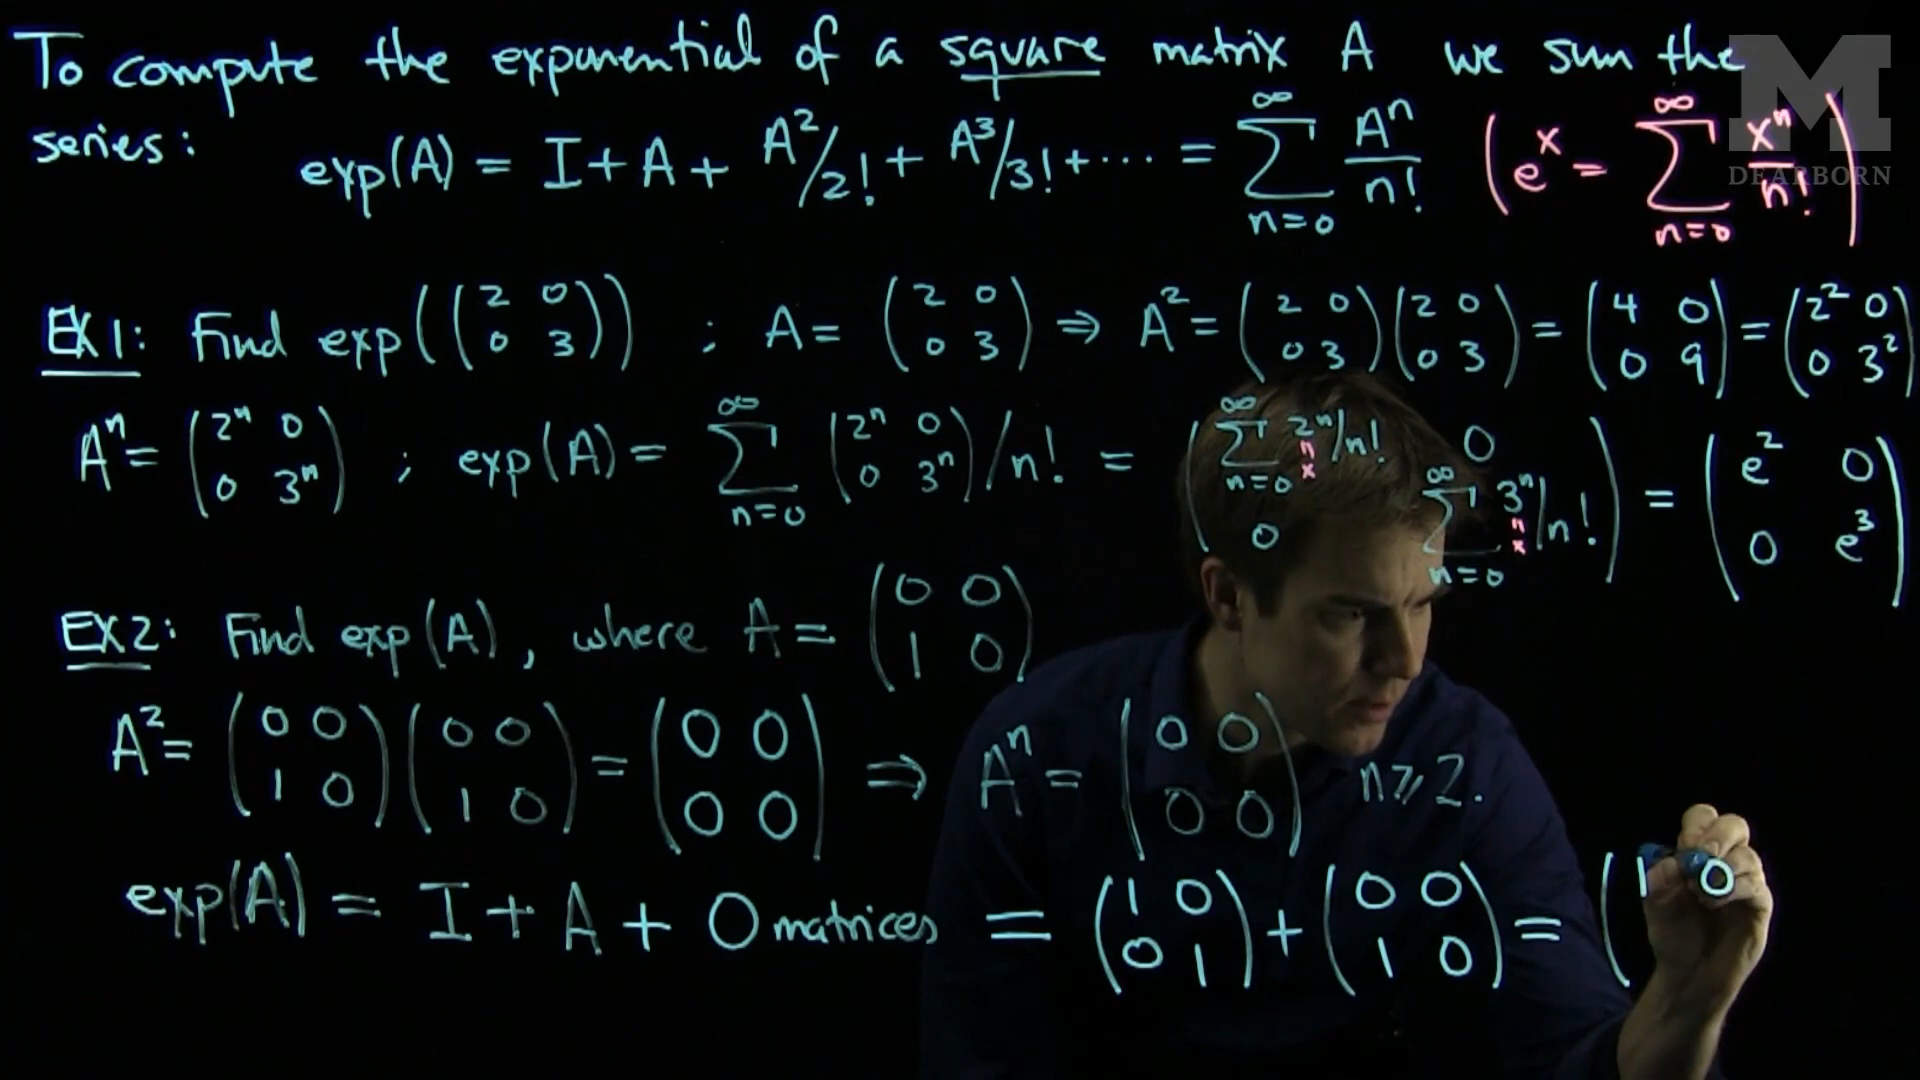 To compute the exponential of a square matrix A we sum the
series: exp(A) = I + A + A²/2! + A³/3! + ··· = ∑_{n=0}^{∞} Aⁿ/n! (eˣ = ∑_{n=0}^{∞} xⁿ/n!)
M
DEARBORN
EX1: Find exp((2 0; 0 3)) ; A = (2 0; 0 3) ⇒ A² = (2 0; 0 3)(2 0; 0 3) = (4 0; 0 9) = (2² 0; 0 3²)
Aⁿ = (2ⁿ 0; 0 3ⁿ) ; exp(A) = ∑_{n=0}^{∞} (2ⁿ 0; 0 3ⁿ)/n! = (∑_{n=0}^{∞} 2ⁿ/n! 0; 0 ∑_{n=0}^{∞} 3ⁿ/n!) = (e² 0; 0 e³)
= x = x
EX2: Find exp(A), where A = (0 0; 1 0)
A² = (0 0; 1 0)(0 0; 1 0) = (0 0; 0 0) ⇒ Aⁿ = (0 0; 0 0) n ⩾ 2.
exp(A) = I + A + 0 matrices = (1 0; 0 1) + (0 0; 1 0) = (1 0